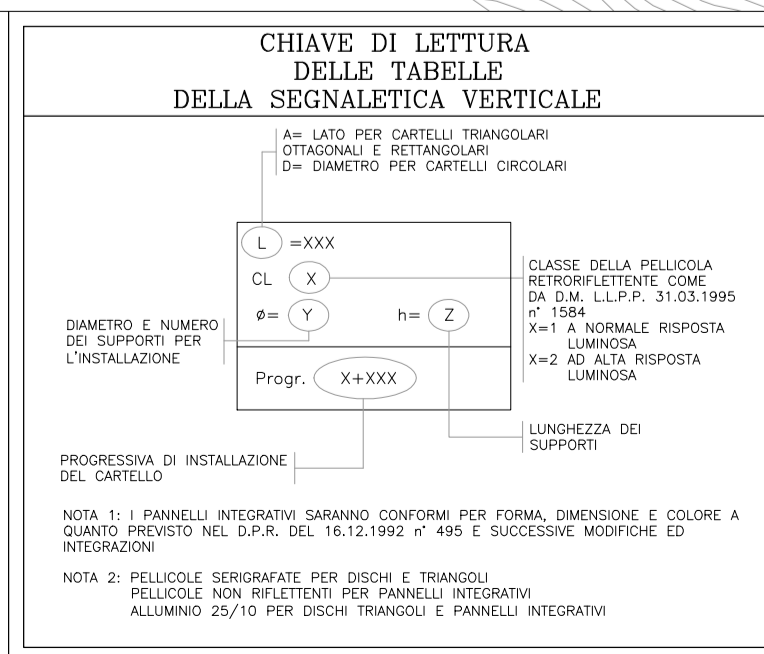 CHIAVE DI LETTURA
DELLE TABELLE
DELLA SEGNALETICA VERTICALE
A= LATO PER CARTELLI TRIANGOLARI
OTTAGONALI E RETTANGOLARI
D= DIAMETRO PER CARTELLI CIRCOLARI
L =XXX
CL X
ø= Y h= Z
Progr. X+XXX
CLASSE DELLA PELLICOLA
RETRORIFLETTENTE COME
DA D.M. L.L.P.P. 31.03.1995
n° 1584
X=1 A NORMALE RISPOSTA
LUMINOSA
X=2 AD ALTA RISPOSTA
LUMINOSA
DIAMETRO E NUMERO
DEI SUPPORTI PER
L'INSTALLAZIONE
LUNGHEZZA DEI
SUPPORTI
PROGRESSIVA DI INSTALLAZIONE
DEL CARTELLO
NOTA 1: I PANNELLI INTEGRATIVI SARANNO CONFORMI PER FORMA, DIMENSIONE E COLORE A
QUANTO PREVISTO NEL D.P.R. DEL 16.12.1992 n° 495 E SUCCESSIVE MODIFICHE ED
INTEGRAZIONI
NOTA 2: PELLICOLE SERIGRAFATE PER DISCHI E TRIANGOLI
PELLICOLE NON RIFLETTENTI PER PANNELLI INTEGRATIVI
ALLUMINIO 25/10 PER DISCHI TRIANGOLI E PANNELLI INTEGRATIVI